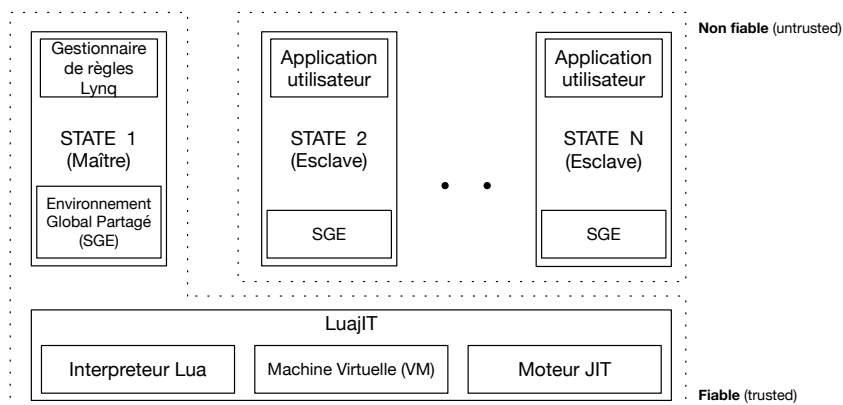 Non fiable (untrusted)
Gestionnaire
de règles
Lynq
STATE 1
(Maître)
Environnement
Global Partagé
(SGE)
Application
utilisateur
STATE 2
(Esclave)
SGE
Application
utilisateur
STATE N
(Esclave)
SGE
LuajIT
Interpreteur Lua
Machine Virtuelle (VM)
Moteur JIT
Fiable (trusted)